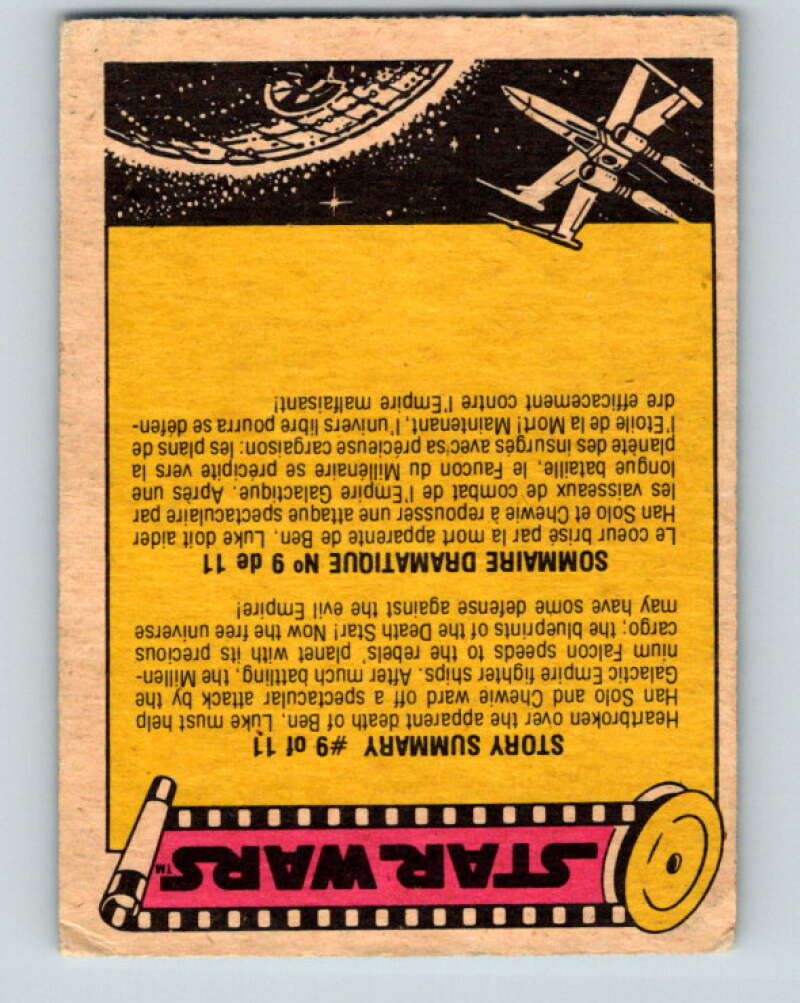 STAR WARS™
STORY SUMMARY #9 of 11
Heartbroken over the apparent death of Ben, Luke must help
Han Solo and Chewie ward off a spectacular attack by the
Galactic Empire fighter ships. After much battling, the Millen-
nium Falcon speeds to the rebels' planet with its precious
cargo: the blueprints of the Death Star! Now the free universe
may have some defense against the evil Empire!
SOMMAIRE DRAMATIQUE Nº 9 de 11
Le coeur brisé par la mort apparente de Ben, Luke doit aider
Han Solo et Chewie à repousser une attaque spectaculaire par
les vaisseaux de combat de l'Empire Galactique. Après une
longue bataille, le Faucon du Millénaire se précipite vers la
planète des insurgés avec sa précieuse cargaison: les plans de
l'Etoile de la Mort! Maintenant, l'univers libre pourra se défen-
dre efficacement contre l'Empire malfaisant!